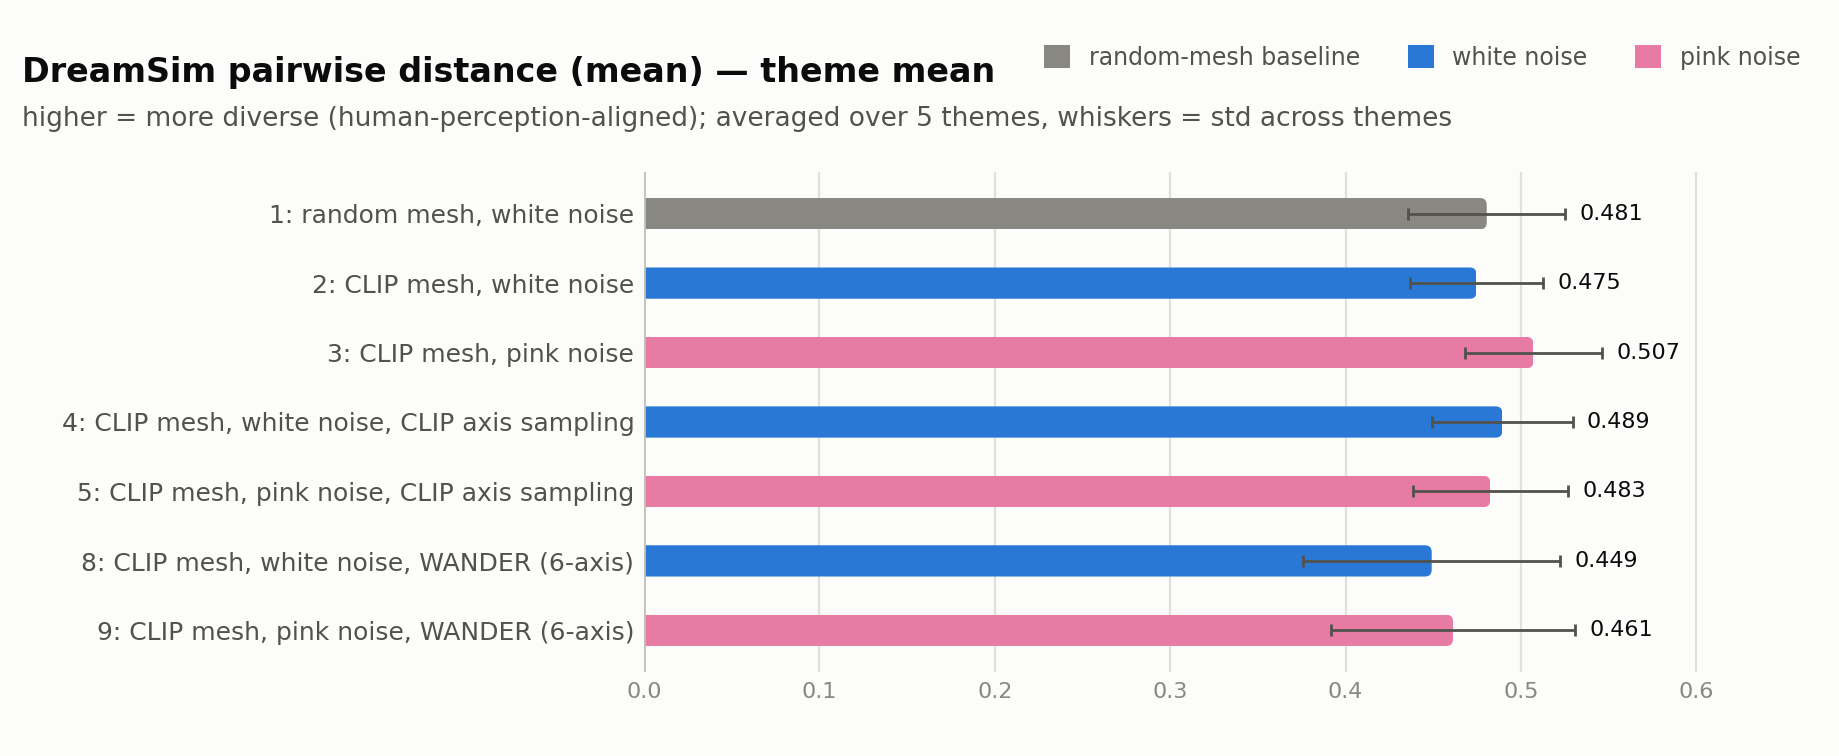 DreamSim pairwise distance (mean) — theme mean
random-mesh baseline
white noise
pink noise
higher = more diverse (human-perception-aligned); averaged over 5 themes, whiskers = std across themes
1: random mesh, white noise
0.481
2: CLIP mesh, white noise
0.475
3: CLIP mesh, pink noise
0.507
4: CLIP mesh, white noise, CLIP axis sampling
0.489
5: CLIP mesh, pink noise, CLIP axis sampling
0.483
8: CLIP mesh, white noise, WANDER (6-axis)
0.449
9: CLIP mesh, pink noise, WANDER (6-axis)
0.461
0.0 0.1 0.2 0.3 0.4 0.5 0.6